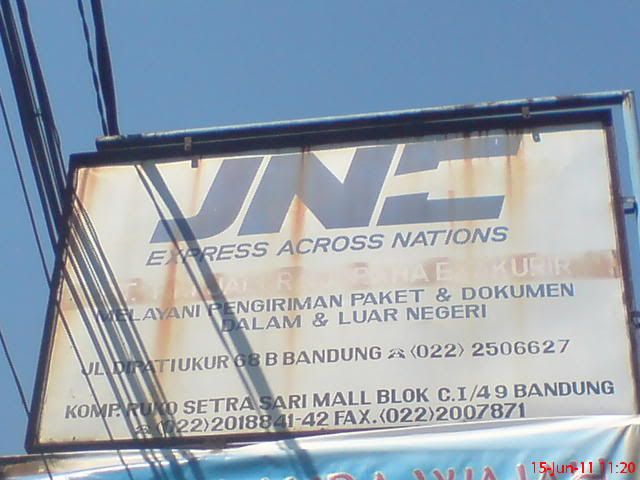 JNE
EXPRESS ACROSS NATIONS
KURIR
MELAYANI PENGIRIMAN PAKET & DOKUMEN
DALAM & LUAR NEGERI
JL. DIPATIUKUR 68 B BANDUNG ☎ (022) 2506627
KOMP. RUKO SETRA SARI MALL BLOK C.I/49 BANDUNG
☎ (022)2018841-42 FAX.(022)2007871
15-Jun-11 11:20